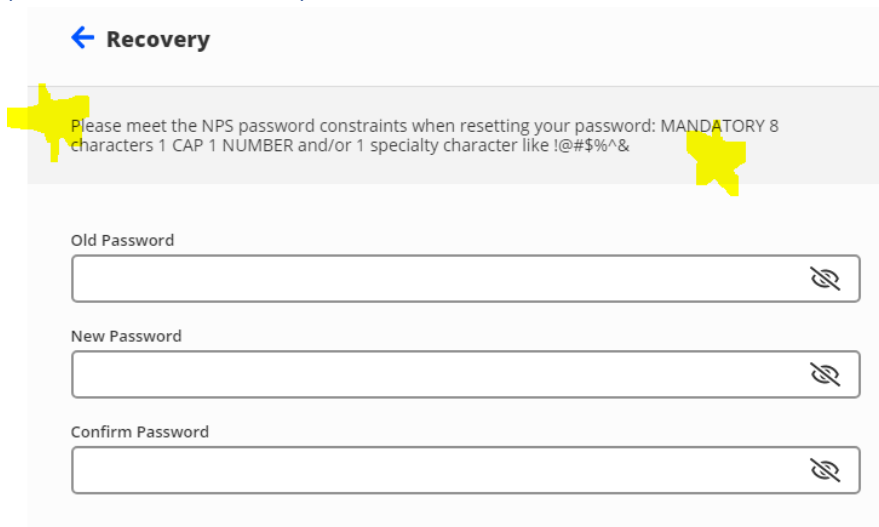 Recovery
Please meet the NPS password constraints when resetting your password: MANDATORY 8
characters 1 CAP 1 NUMBER and/or 1 specialty character like !@#$%^&
Old Password
New Password
Confirm Password